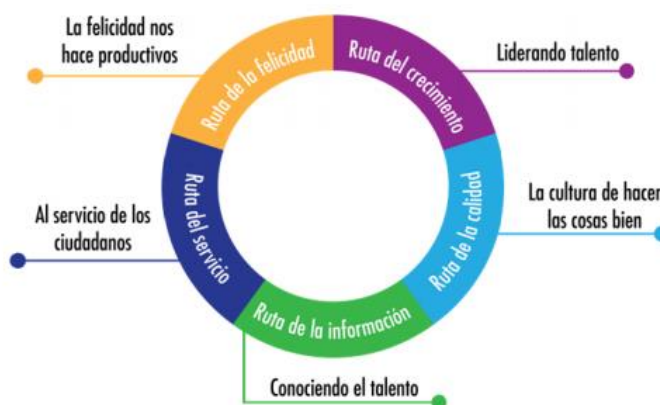 La felicidad nos
hace productivos
Ruta de la felicidad
Ruta del crecimiento
Liderando talento
Ruta de la calidad
La cultura de hacer
las cosas bien
Ruta de la información
Conociendo el talento
Ruta del servicio
Al servicio de los
ciudadanos